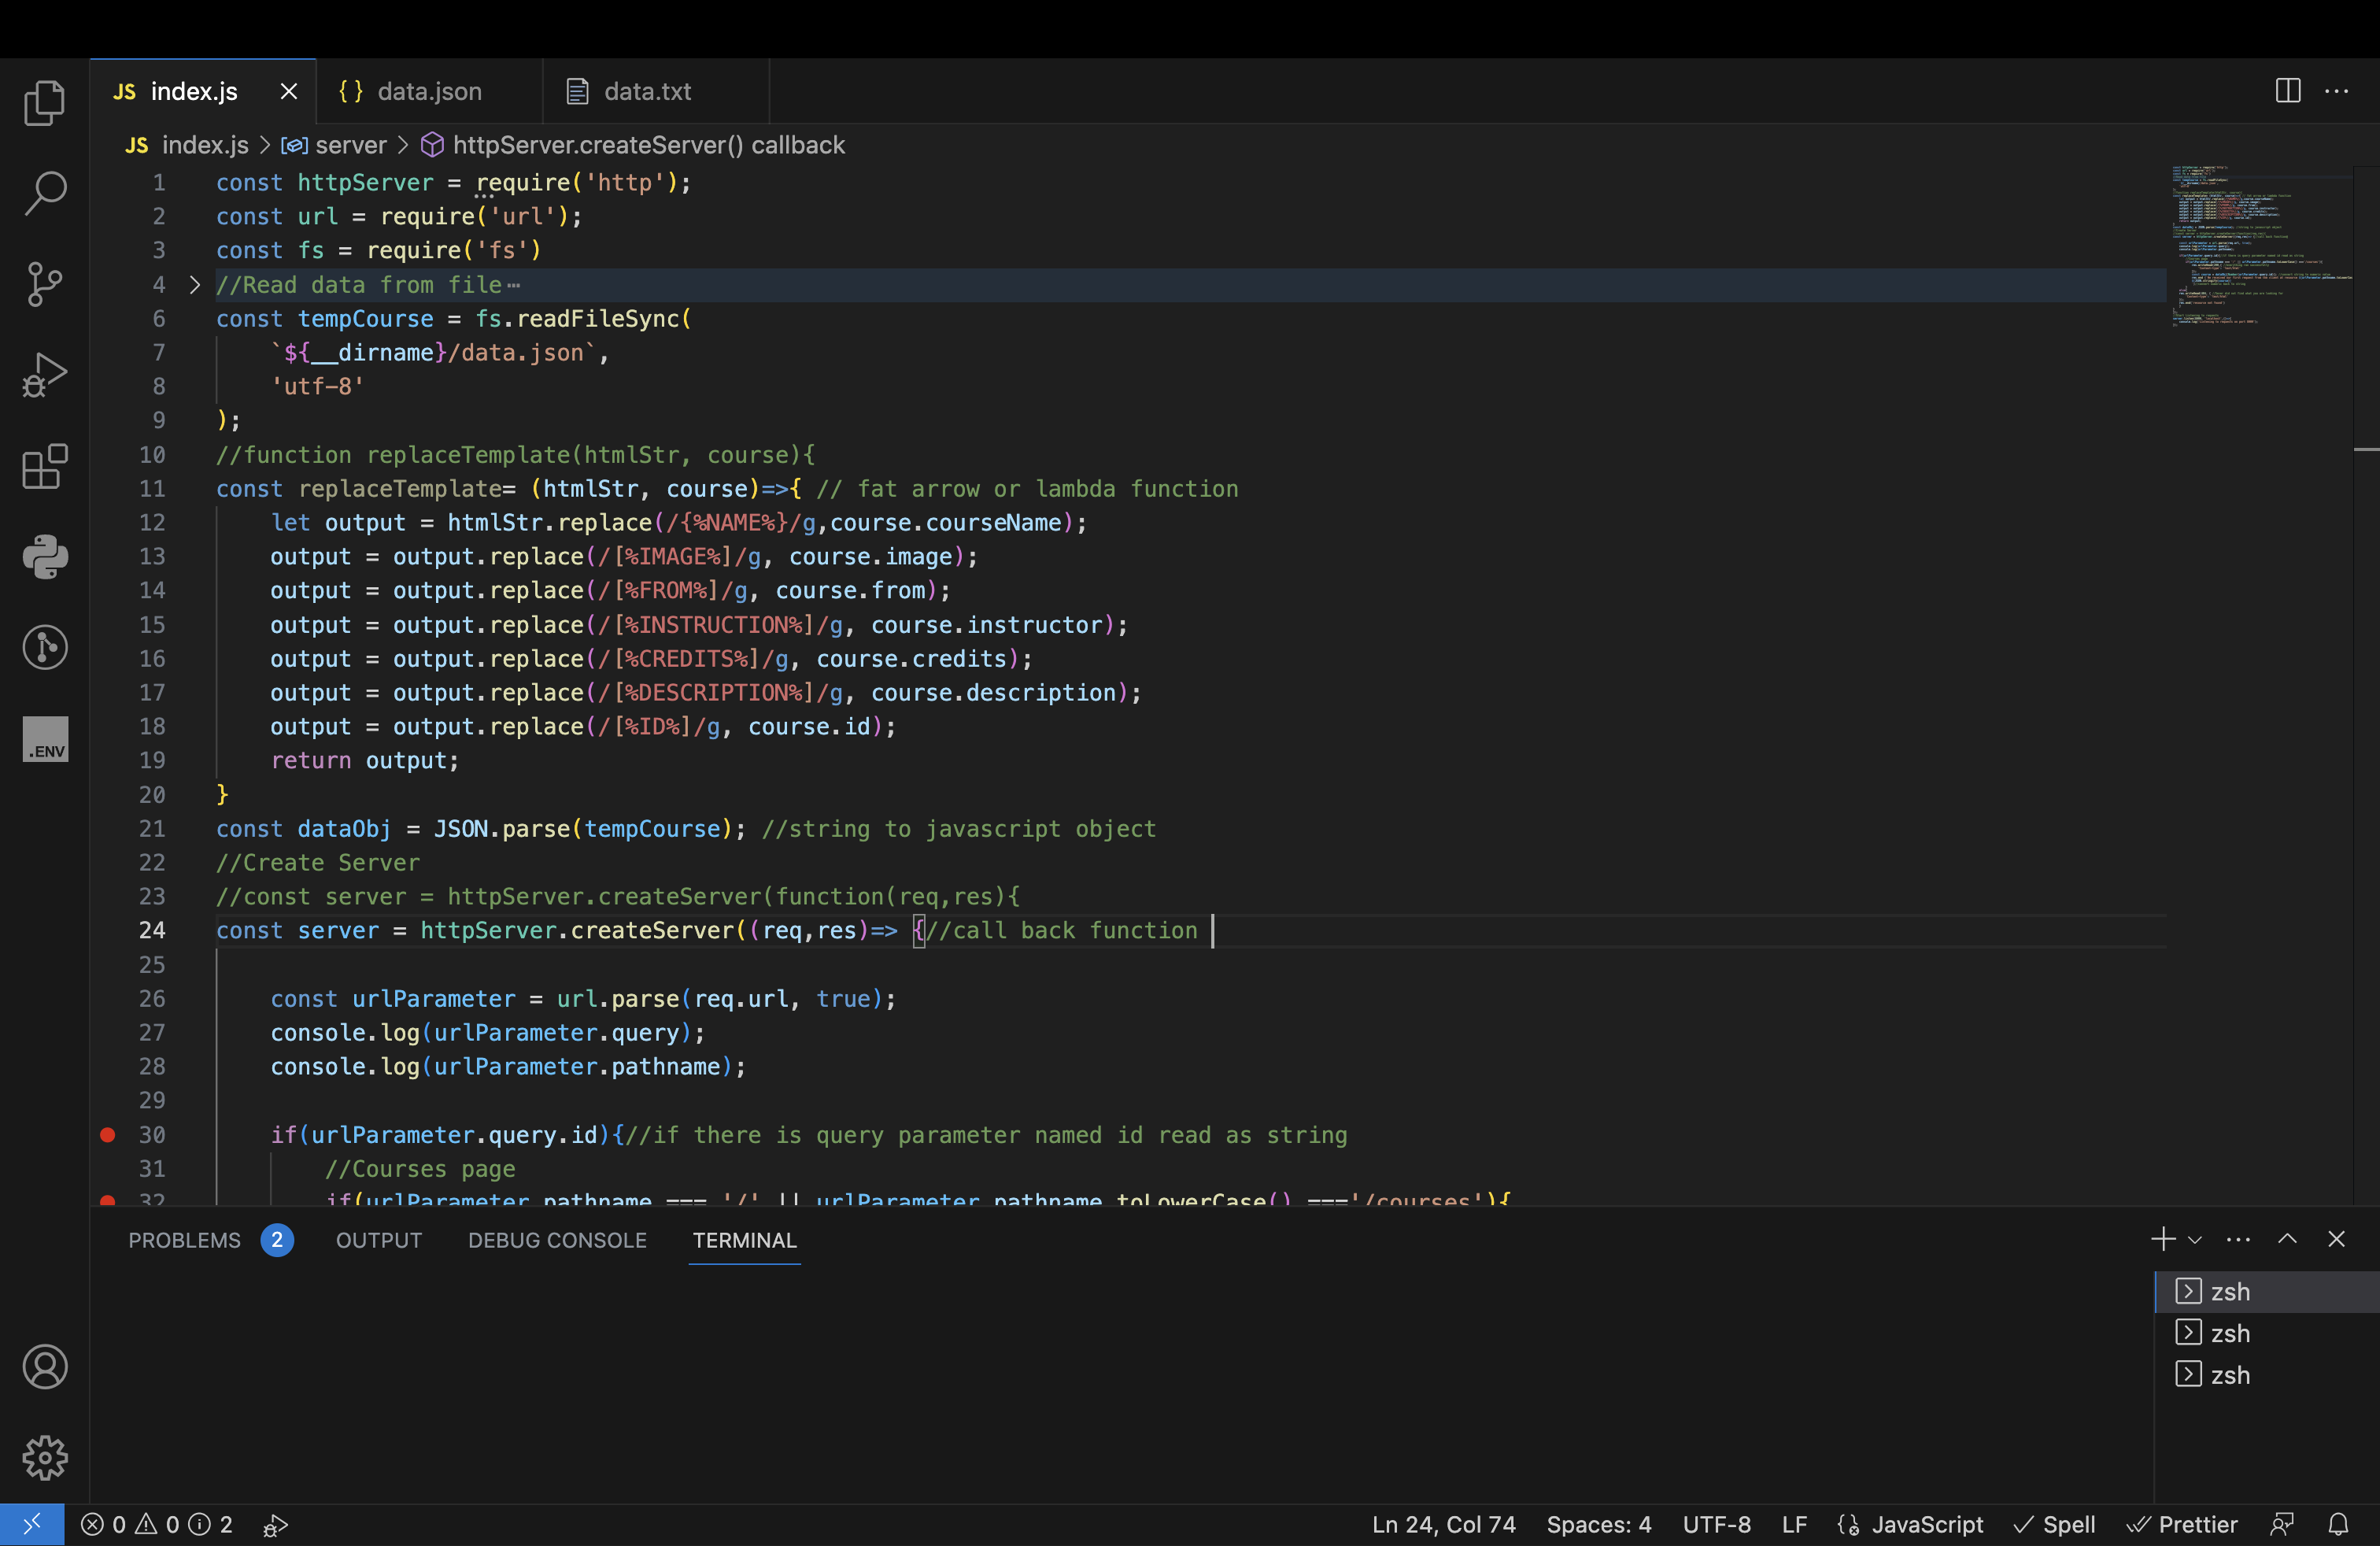 JS index.js
{ } data.json
data.txt
JS index.js > server > httpServer.createServer() callback
1 const httpServer = require('http');
2 const url = require('url');
3 const fs = require('fs')
4 //Read data from file
6 const tempCourse = fs.readFileSync(
7 `${__dirname}/data.json`,
8 'utf-8'
9 );
10 //function replaceTemplate(htmlStr, course){
11 const replaceTemplate= (htmlStr, course)=>{ // fat arrow or lambda function
12 let output = htmlStr.replace(/{%NAME%}/g,course.courseName);
13 output = output.replace(/[%IMAGE%]/g, course.image);
14 output = output.replace(/[%FROM%]/g, course.from);
15 output = output.replace(/[%INSTRUCTION%]/g, course.instructor);
16 output = output.replace(/[%CREDITS%]/g, course.credits);
17 output = output.replace(/[%DESCRIPTION%]/g, course.description);
18 output = output.replace(/[%ID%]/g, course.id);
19 return output;
20 }
21 const dataObj = JSON.parse(tempCourse); //string to javascript object
22 //Create Server
23 //const server = httpServer.createServer(function(req,res){
24 const server = httpServer.createServer((req,res)=> {//call back function
25
26 const urlParameter = url.parse(req.url, true);
27 console.log(urlParameter.query);
28 console.log(urlParameter.pathname);
29
30 if(urlParameter.query.id){//if there is query parameter named id read as string
31 //Courses page
32 if(urlParameter.pathname === '/' || urlParameter.pathname.toLowerCase() ==='/courses'){
.ENV
PROBLEMS 2 OUTPUT DEBUG CONSOLE TERMINAL
zsh
zsh
zsh
0 0 2
Ln 24, Col 74 Spaces: 4 UTF-8 LF JavaScript Spell Prettier